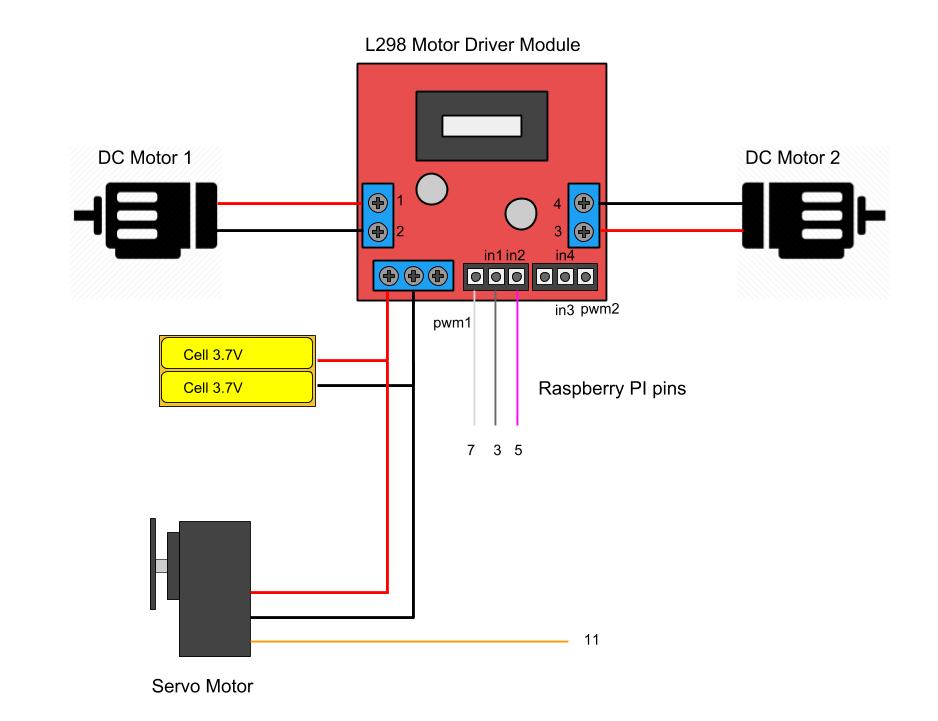 L298 Motor Driver Module
DC Motor 1
DC Motor 2
1
4
2
3
in1 in2
in4
in3 pwm2
pwm1
Cell 3.7V
Cell 3.7V
Raspberry PI pins
7 3 5
11
Servo Motor